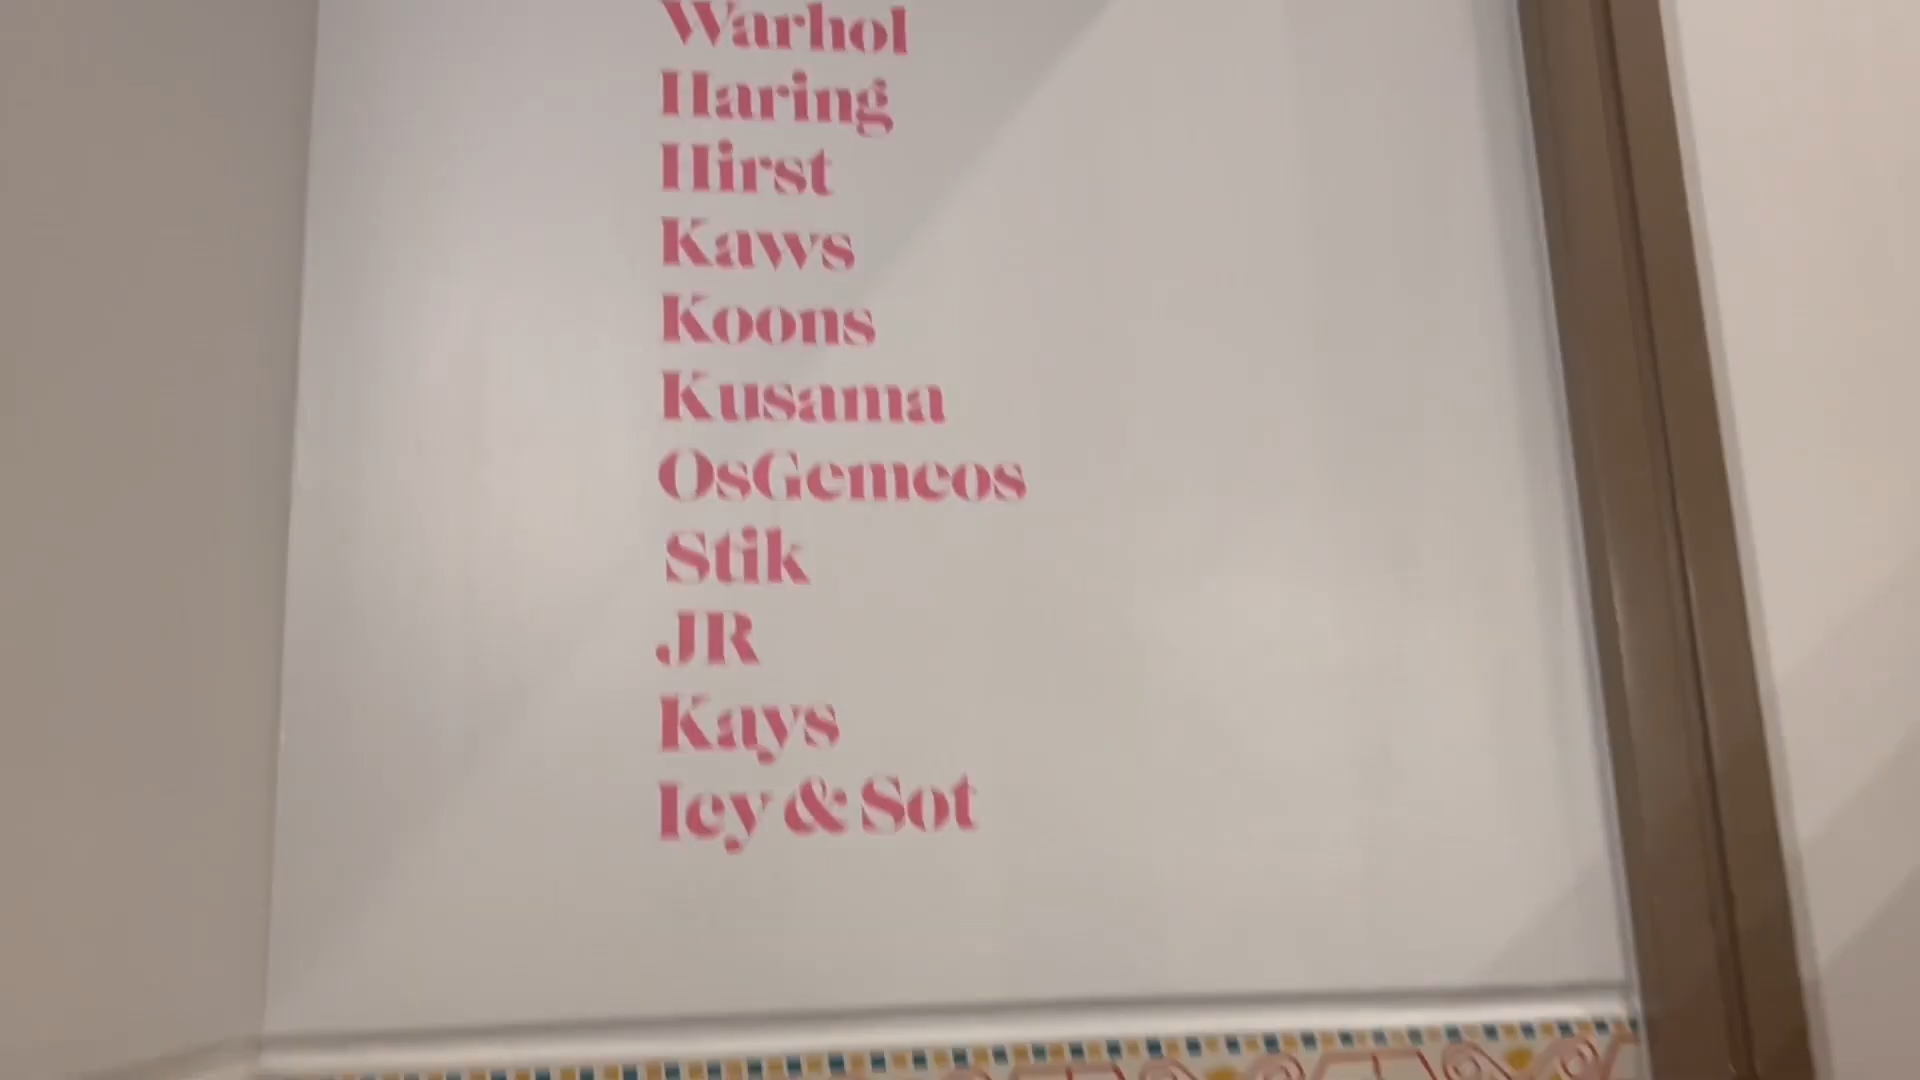 Warhol
Haring
Hirst
Kaws
Koons
Kusama
OsGemeos
Stik
JR
Kays
Icy & Sot